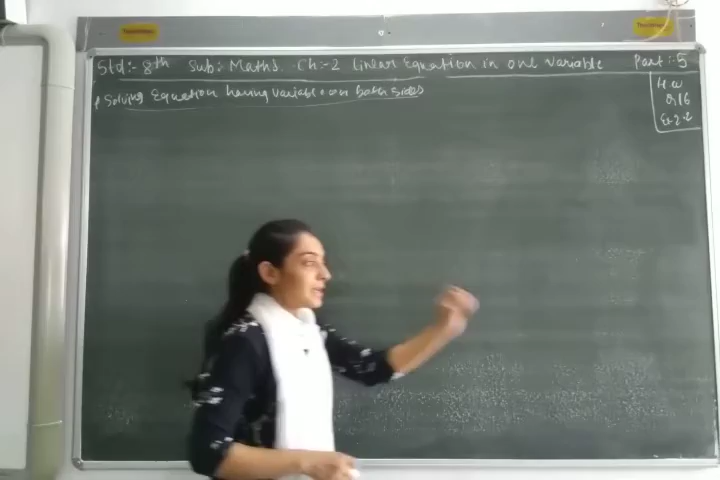 Std:- 8th Sub:- Maths. Ch:-2 Linear Equation in one variable Part:-5
Solving Equation having variable on both sides
H.W
Q.16
Ex-2.2